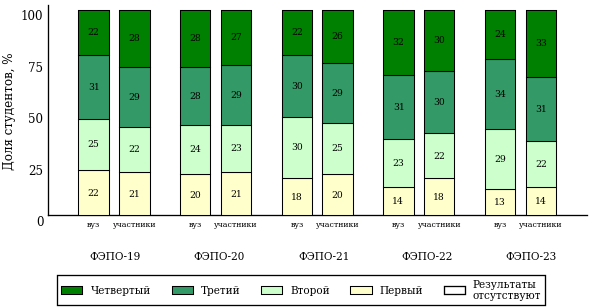 Доля студентов, %
100
75
50
25
0
22 28 28 27 22 26 32 30 24 33
31 29 28 29 30 29 31 30 34 31
25 22 24 23 30 25 23 22 29 22
22 21 20 21 18 20 14 18 13 14
вуз участники вуз участники вуз участники вуз участники вуз участники
ФЭПО-19 ФЭПО-20 ФЭПО-21 ФЭПО-22 ФЭПО-23
Четвертый Третий Второй Первый Результаты
отсутствуют